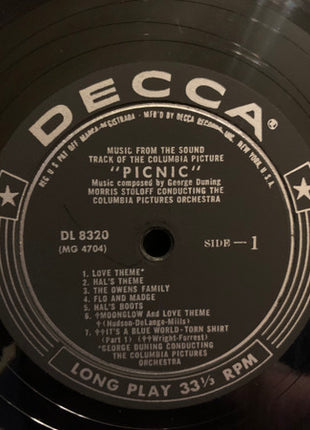 DECCA®
REG U S PAT OFF MARCA REGISTRADA - MF'D BY DECCA RECORDS, INC., NEW YORK, U.S.A.
MUSIC FROM THE SOUND
TRACK OF THE COLUMBIA PICTURE
"PICNIC"
Music composed by George Duning
MORRIS STOLOFF CONDUCTING THE
COLUMBIA PICTURES ORCHESTRA
DL 8320
(MG 4704)
SIDE — 1
1. LOVE THEME*
2. HAL'S THEME
3. THE OWENS FAMILY
4. FLO AND MADGE
5. HAL'S BOOTS
6. †MOONGLOW And LOVE THEME
†(Hudson-DeLange-Mills)
7. ††IT'S A BLUE WORLD-TORN SHIRT
(Part 1) (††Wright-Forrest)
*GEORGE DUNING CONDUCTING
THE COLUMBIA PICTURES
ORCHESTRA
LONG PLAY 33⅓ RPM